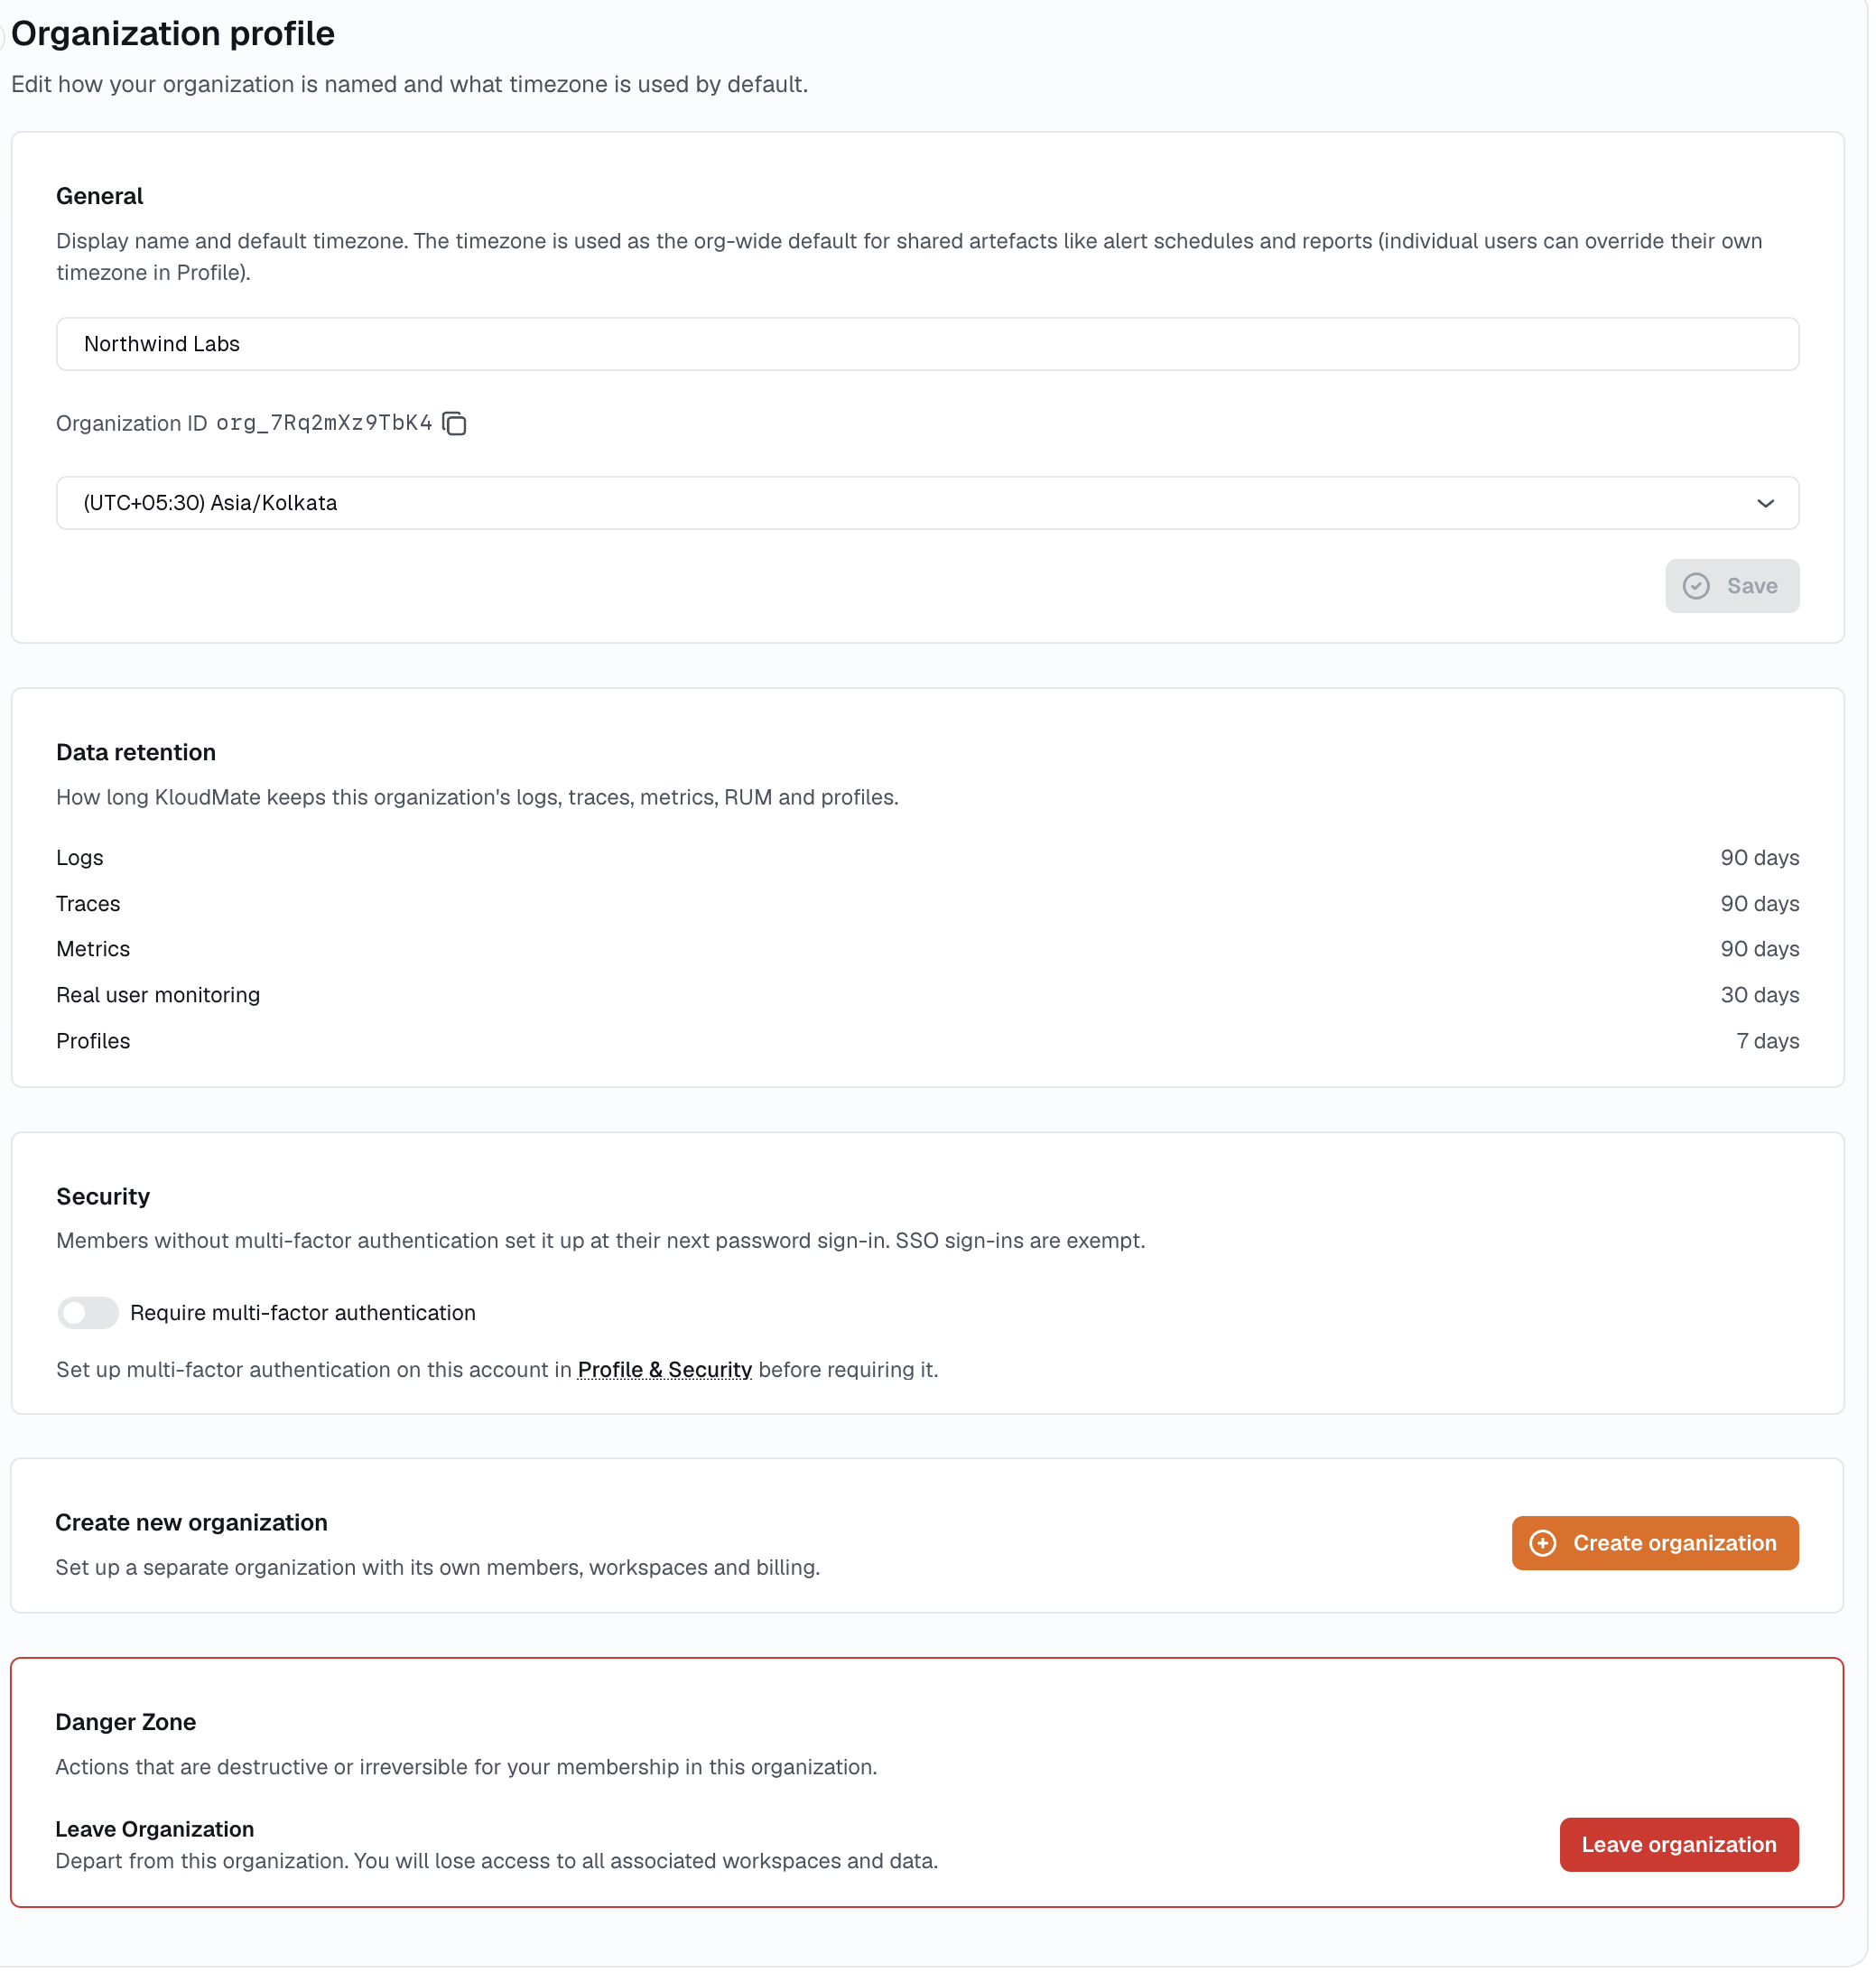 Organization profile
Edit how your organization is named and what timezone is used by default.
General
Display name and default timezone. The timezone is used as the org-wide default for shared artefacts like alert schedules and reports (individual users can override their own
timezone in Profile).
Northwind Labs
Organization ID org_7Rq2mXz9TbK4
(UTC+05:30) Asia/Kolkata
Save
Data retention
How long KloudMate keeps this organization's logs, traces, metrics, RUM and profiles.
Logs 90 days
Traces 90 days
Metrics 90 days
Real user monitoring 30 days
Profiles 7 days
Security
Members without multi-factor authentication set it up at their next password sign-in. SSO sign-ins are exempt.
Require multi-factor authentication
Set up multi-factor authentication on this account in Profile & Security before requiring it.
Create new organization
Set up a separate organization with its own members, workspaces and billing.
Create organization
Danger Zone
Actions that are destructive or irreversible for your membership in this organization.
Leave Organization
Depart from this organization. You will lose access to all associated workspaces and data.
Leave organization